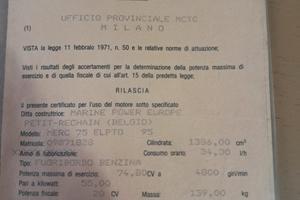 UFFICIO PROVINCIALE MCTC
(1) MILANO
VISTA la legge 11 febbraio 1971, n. 50 e le relative norme di attuazione;
Visti i risultati degli accertamenti per la determinazione della potenza massima di
esercizio e di quella fiscale di cui all'art. 15 della predetta legge;
RILASCIA
il presente certificato per l'uso del motore sotto specificato
Ditta costruttrice: MARINE POWER EUROPE
PETIT-RECHAIN (BELGIO)
Modello: MERC 75 ELPTO 95
Matricola: Cilindrata: 1386,00 cm³
Anno di fabbricazione: Consumo orario: 34,00 l/h
Tipo: FUORIBORDO BENZINA
Potenza massima di esercizio: 74,80 CV a 4800 giri/min
Pari a kilowatt: 55,00
Potenza fiscale: 20 CV Massa: 139,00 kg